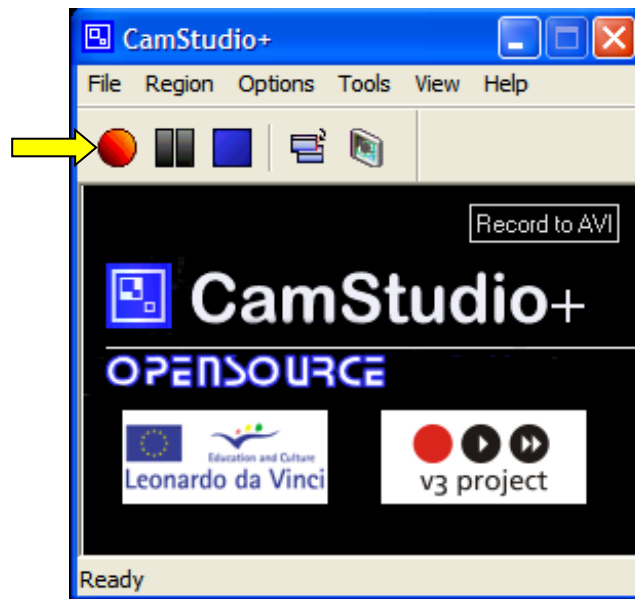 CamStudio+
File Region Options Tools View Help
Record to AVI
CamStudio+
OPENSOURCE
Education and Culture
Leonardo da Vinci
v3 project
Ready